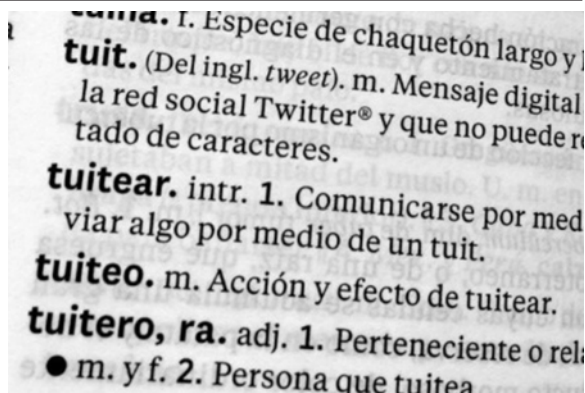 f. Especie de chaquetón largo y
tuit. (Del ingl. tweet). m. Mensaje digital
la red social Twitter® y que no puede
tado de caracteres.
tuitear. intr. 1. Comunicarse por med
viar algo por medio de un tuit.
tuiteo. m. Acción y efecto de tuitear.
tuitero, ra. adj. 1. Perteneciente o rela
● m. y f. 2. Persona que tuitea